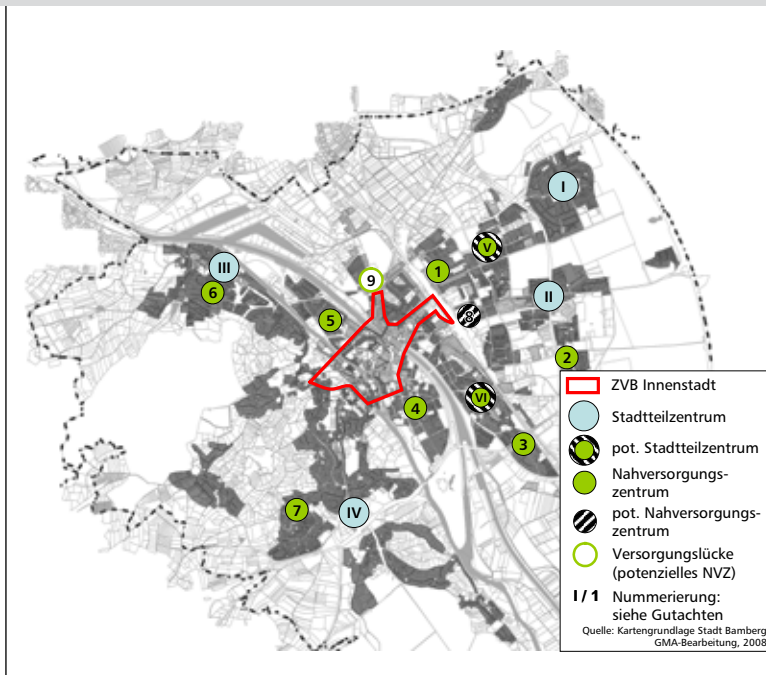 I
V
III
1
9
6
II
8
5
2
VI
4
3
7
IV
ZVB Innenstadt
Stadtteilzentrum
pot. Stadtteilzentrum
Nahversorgungs-
zentrum
pot. Nahversorgungs-
zentrum
Versorgungslücke
(potenzielles NVZ)
I / 1 Nummerierung:
siehe Gutachten
Quelle: Kartengrundlage Stadt Bamberg
GMA-Bearbeitung, 2008